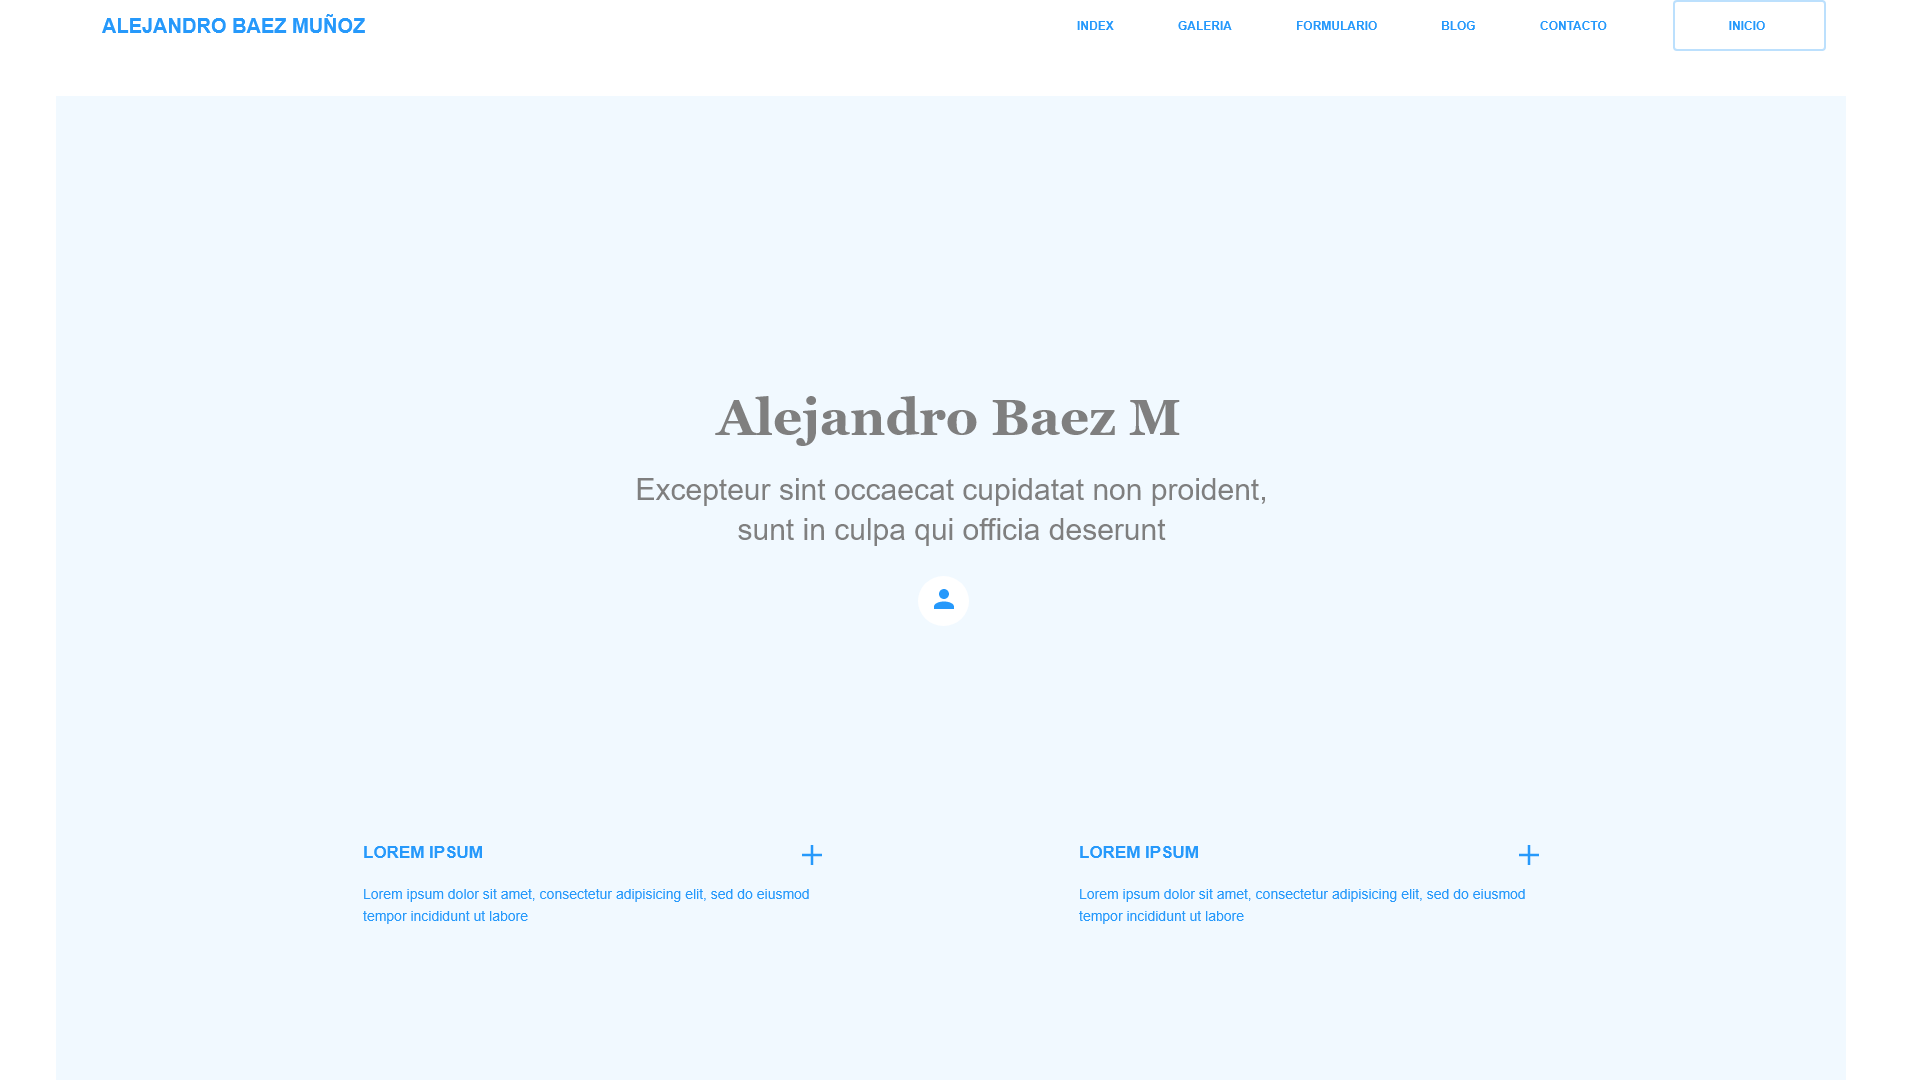 ALEJANDRO BAEZ MUÑOZ
INDEX
GALERIA
FORMULARIO
BLOG
CONTACTO
INICIO
Alejandro Baez M
Excepteur sint occaecat cupidatat non proident,
sunt in culpa qui officia deserunt
LOREM IPSUM
Lorem ipsum dolor sit amet, consectetur adipisicing elit, sed do eiusmod
tempor incididunt ut labore
LOREM IPSUM
Lorem ipsum dolor sit amet, consectetur adipisicing elit, sed do eiusmod
tempor incididunt ut labore